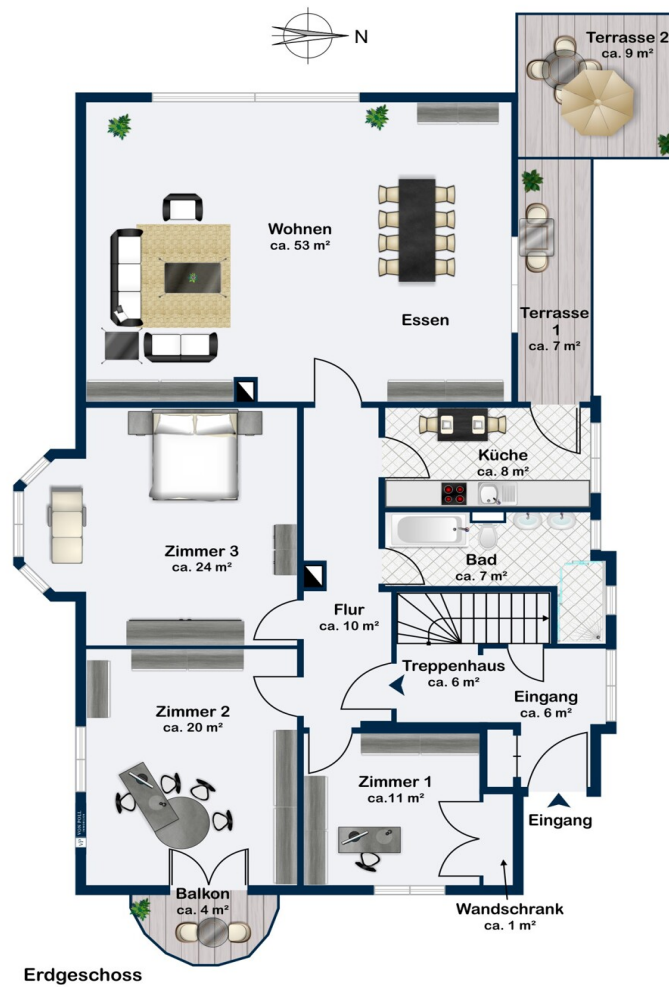 N
Terrasse 2
ca. 9 m²
Wohnen
ca. 53 m²
Essen
Terrasse
1
ca. 7 m²
Küche
ca. 8 m²
Bad
ca. 7 m²
Zimmer 3
ca. 24 m²
Flur
ca. 10 m²
Treppenhaus
ca. 6 m²
Eingang
ca. 6 m²
Zimmer 2
ca. 20 m²
Zimmer 1
ca.11 m²
Eingang
VON POLL
Balkon
ca. 4 m²
Wandschrank
ca. 1 m²
Erdgeschoss